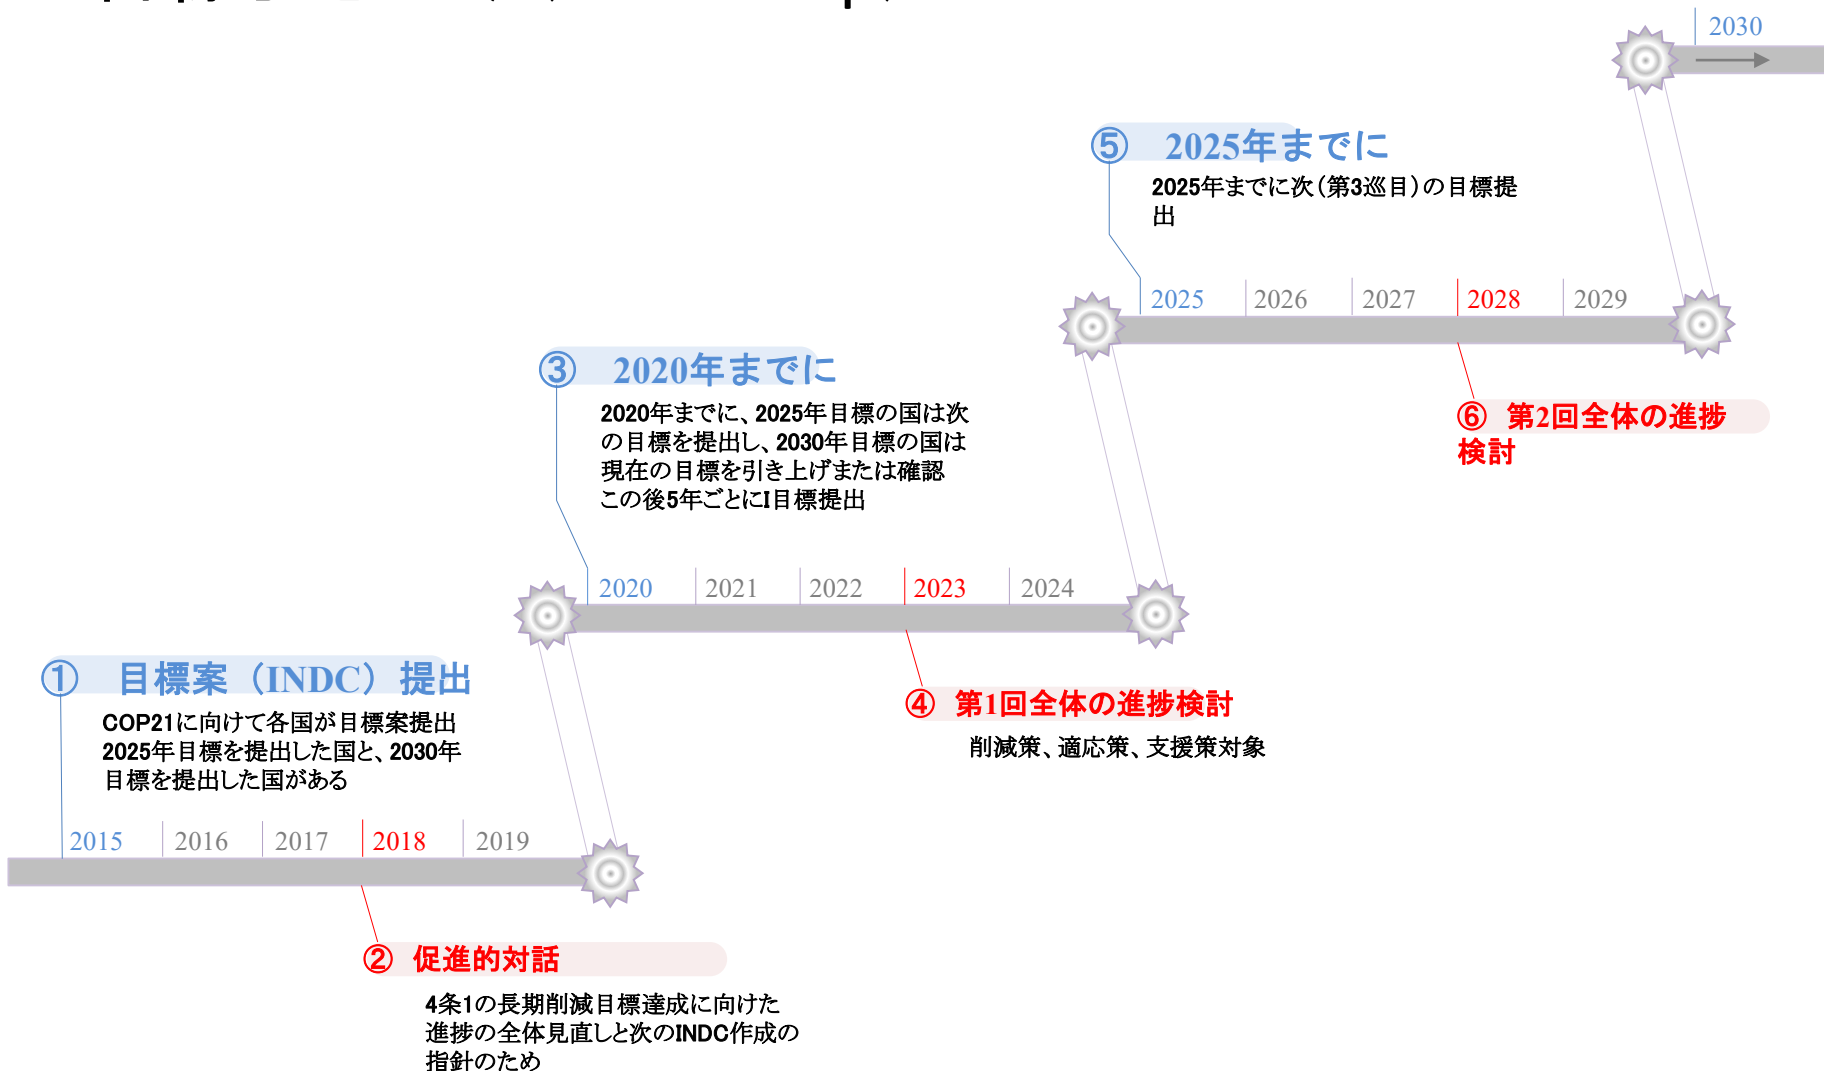 2030
⑤ 2025年までに
2025年までに次（第3巡目）の目標提
出
2025 2026 2027 2028 2029
⑥ 第2回全体の進捗
検討
③ 2020年までに
2020年までに、2025年目標の国は次
の目標を提出し、2030年目標の国は
現在の目標を引き上げまたは確認
この後5年ごとにI目標提出
2020 2021 2022 2023 2024
④ 第1回全体の進捗検討
削減策、適応策、支援策対象
① 目標案（INDC）提出
COP21に向けて各国が目標案提出
2025年目標を提出した国と、2030年
目標を提出した国がある
2015 2016 2017 2018 2019
② 促進的対話
4条1の長期削減目標達成に向けた
進捗の全体見直しと次のINDC作成の
指針のため